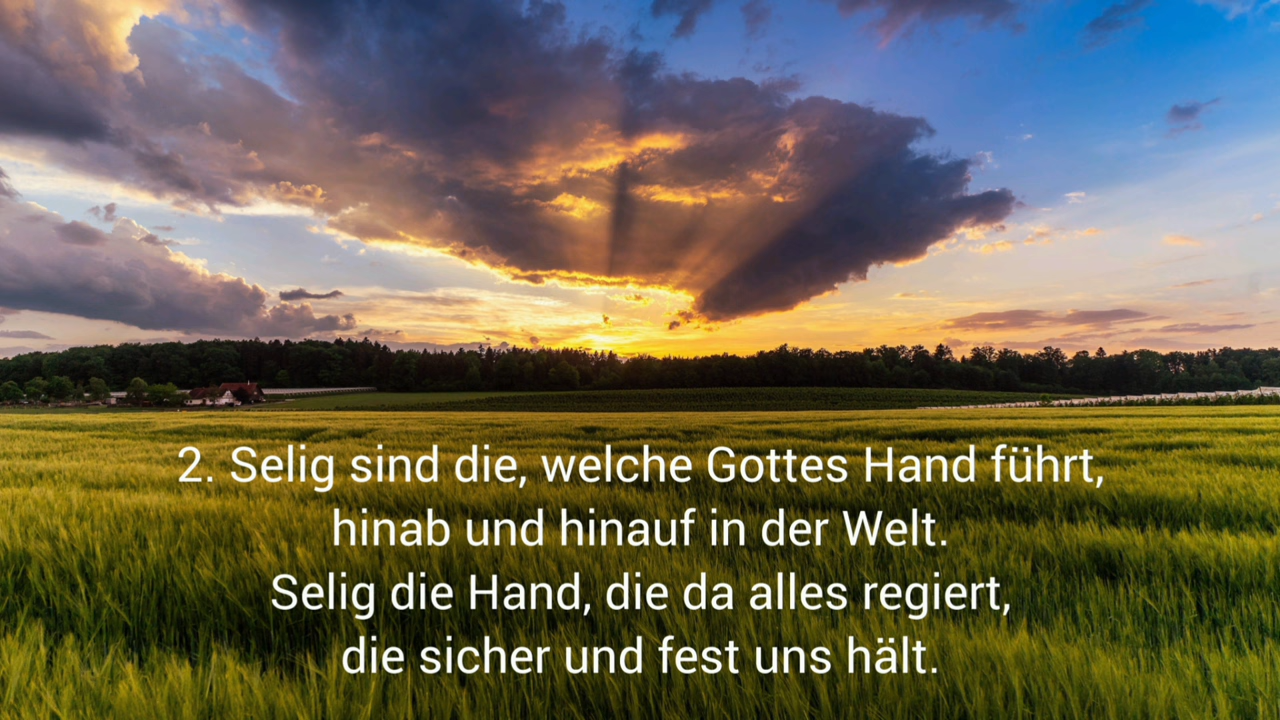 2. Selig sind die, welche Gottes Hand führt,
hinab und hinauf in der Welt.
Selig die Hand, die da alles regiert,
die sicher und fest uns hält.